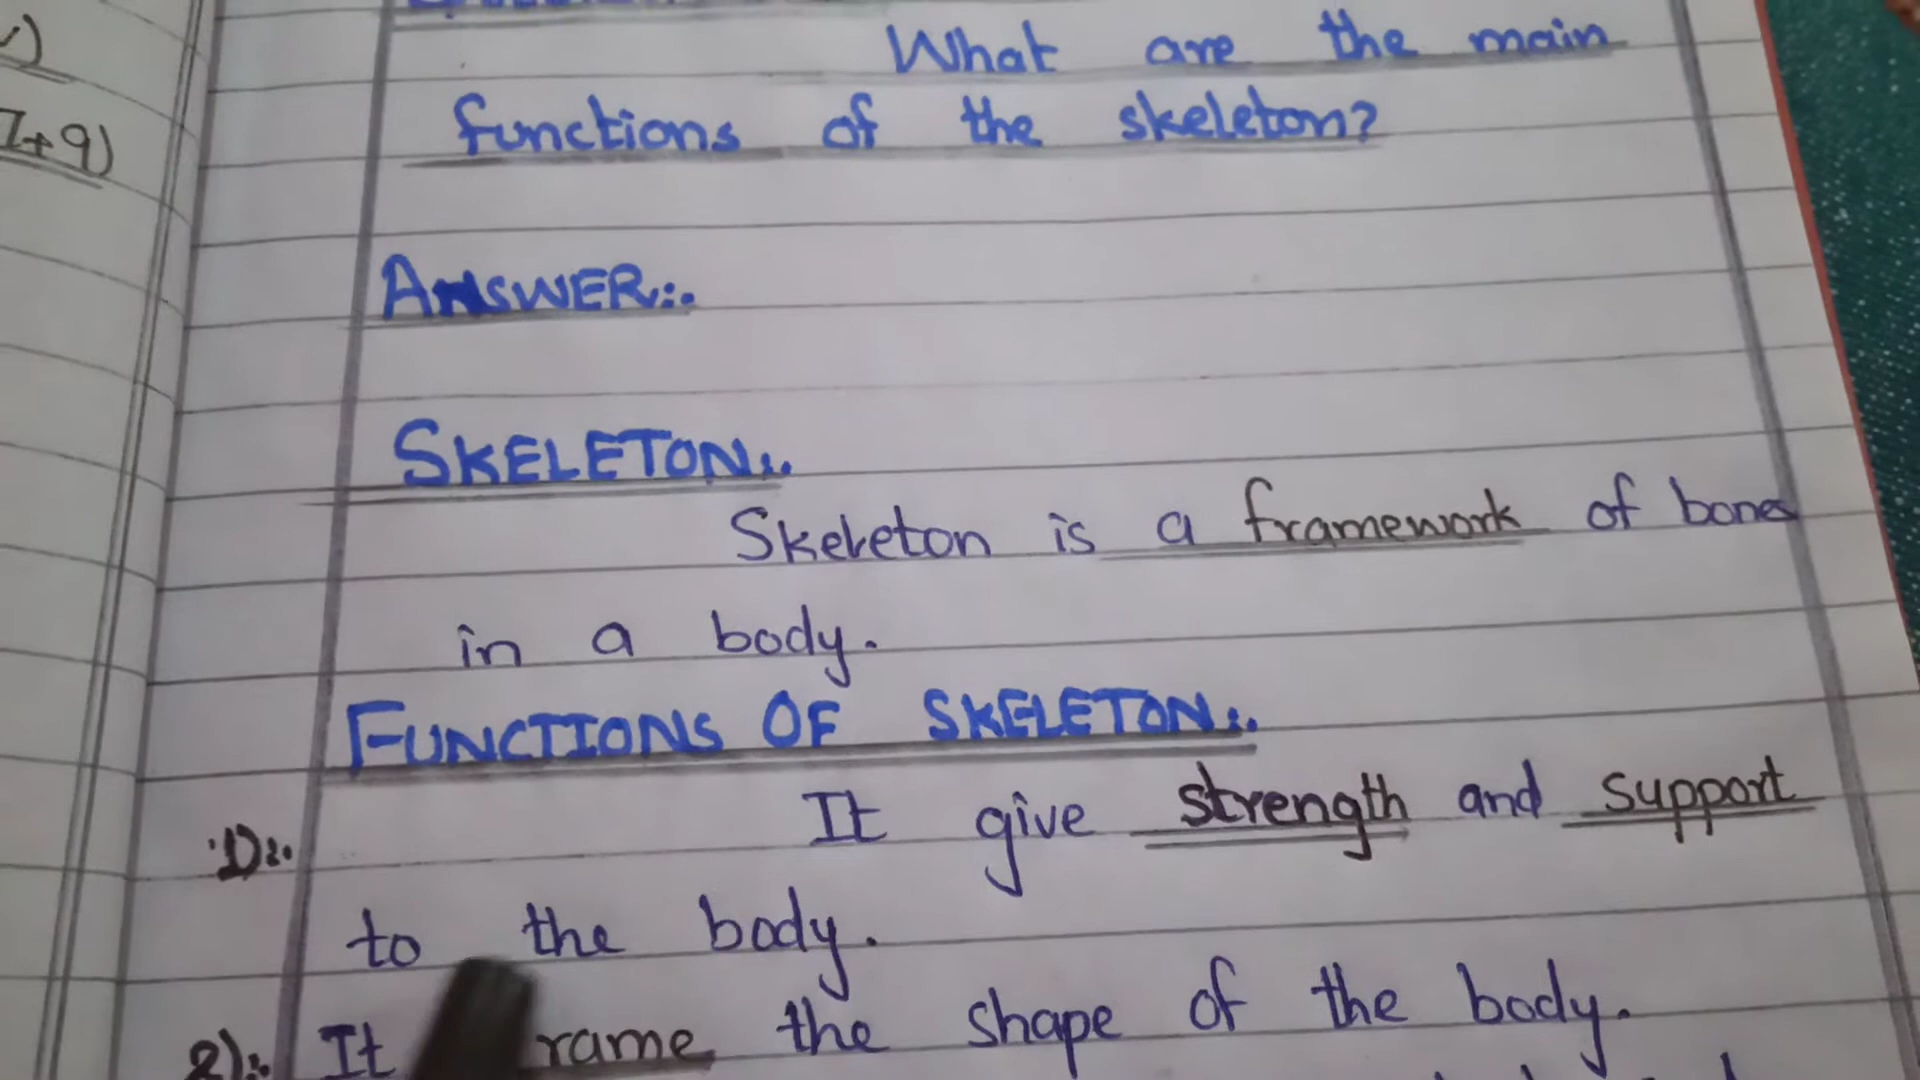 What are the main
functions of the skeleton?
ANSWER:.
SKELETON:.
Skeleton is a framework of bones
in a body.
FUNCTIONS OF SKELETON:.
1):. It give strength and support
to the body.
2):. It rame the shape of the body.